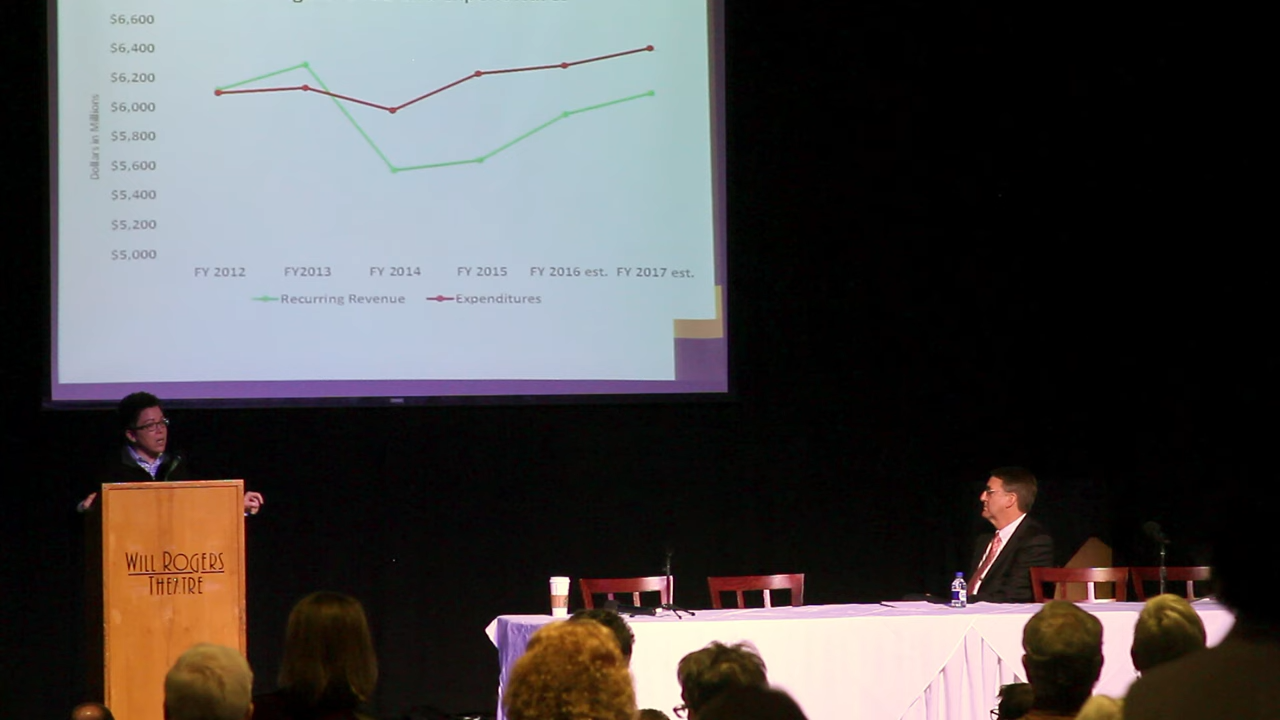 $6,600
$6,400
$6,200
$6,000
$5,800
$5,600
$5,400
$5,200
$5,000
Dollars in Millions
FY 2012 FY2013 FY 2014 FY 2015 FY 2016 est. FY 2017 est.
Recurring Revenue Expenditures
WILL ROGERS
THEATRE